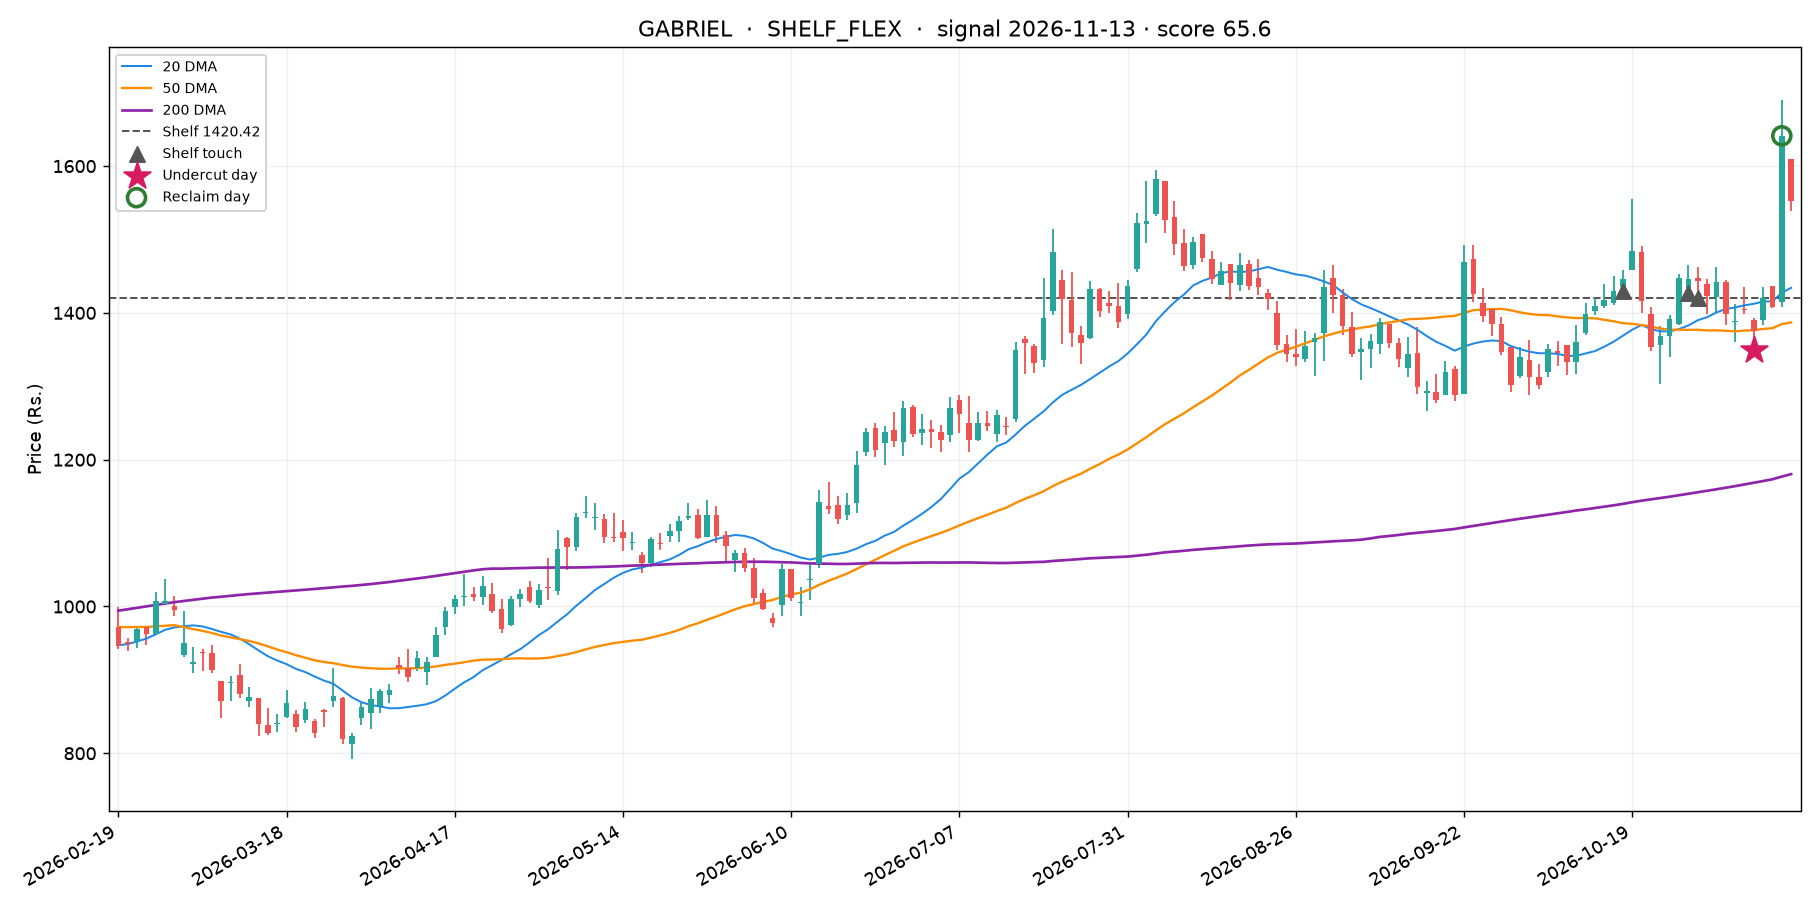 GABRIEL · SHELF_FLEX · signal 2026-11-13 · score 65.6
20 DMA
50 DMA
200 DMA
Shelf 1420.42
Shelf touch
Undercut day
Reclaim day
Price (Rs.)
1600
1400
1200
1000
800
2026-02-19
2026-03-18
2026-04-17
2026-05-14
2026-06-10
2026-07-07
2026-07-31
2026-08-26
2026-09-22
2026-10-19